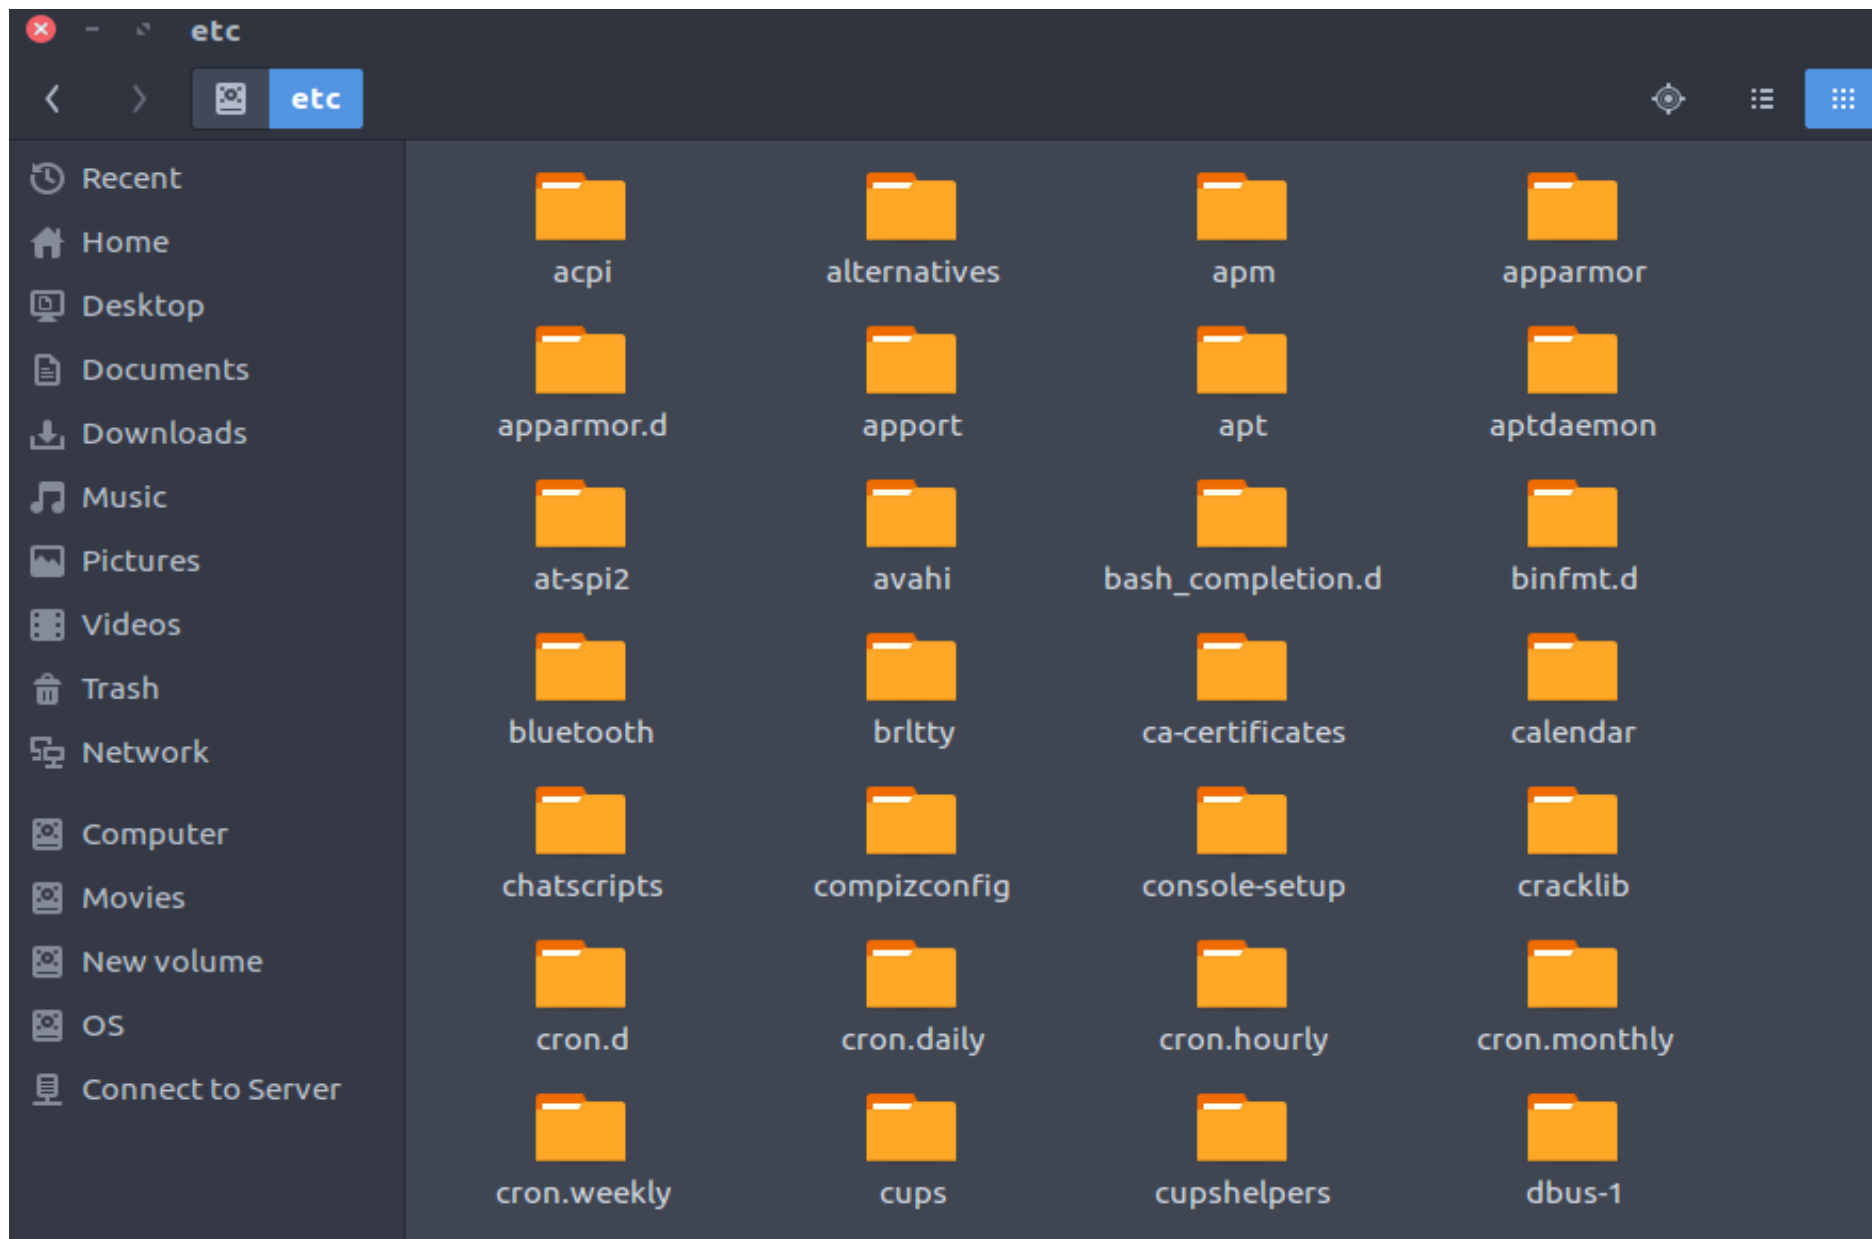 etc
etc
Recent
Home
Desktop
Documents
Downloads
Music
Pictures
Videos
Trash
Network
Computer
Movies
New volume
OS
Connect to Server
acpi alternatives apm apparmor
apparmor.d apport apt aptdaemon
at-spi2 avahi bash_completion.d binfmt.d
bluetooth brltty ca-certificates calendar
chatscripts compizconfig console-setup cracklib
cron.d cron.daily cron.hourly cron.monthly
cron.weekly cups cupshelpers dbus-1